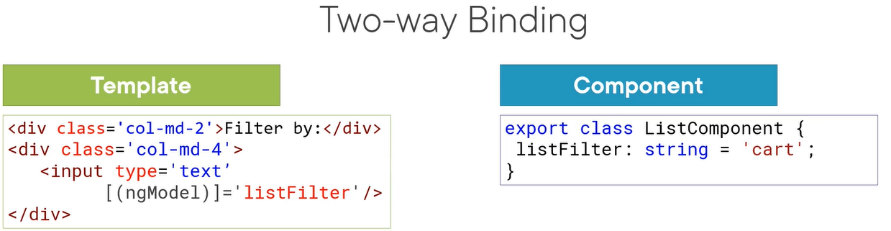 Two-way Binding
Template
<div class='col-md-2'>Filter by:</div>
<div class='col-md-4'>
<input type='text’
[(ngModel)]='listFilter'/>
</div>
Component
export class ListComponent {
listFilter: string = 'cart';
}